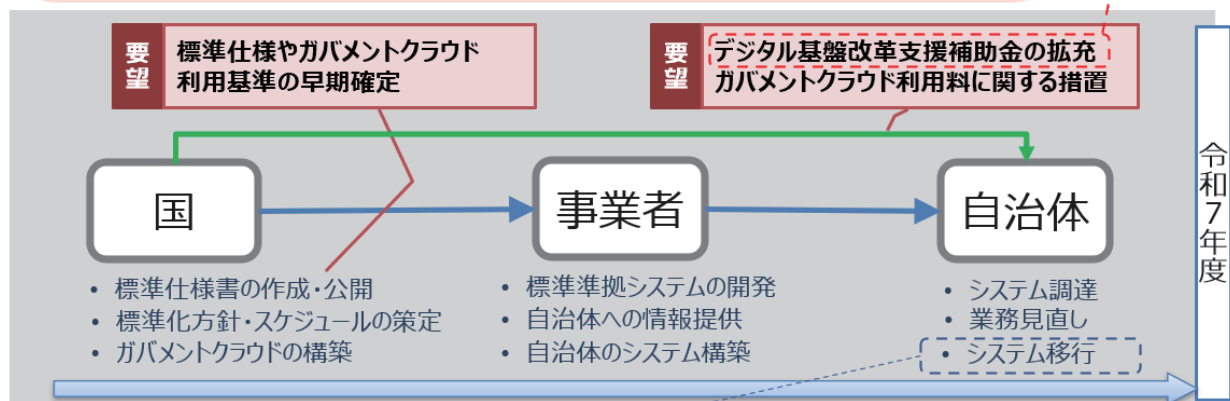 要望
標準仕様やガバメントクラウド
利用基準の早期確定
要望
デジタル基盤改革支援補助金の拡充
ガバメントクラウド利用料に関する措置
国
事業者
自治体
• 標準仕様書の作成・公開
• 標準化方針・スケジュールの策定
• ガバメントクラウドの構築
• 標準準拠システムの開発
• 自治体への情報提供
• 自治体のシステム構築
• システム調達
• 業務見直し
• システム移行
令和7年度